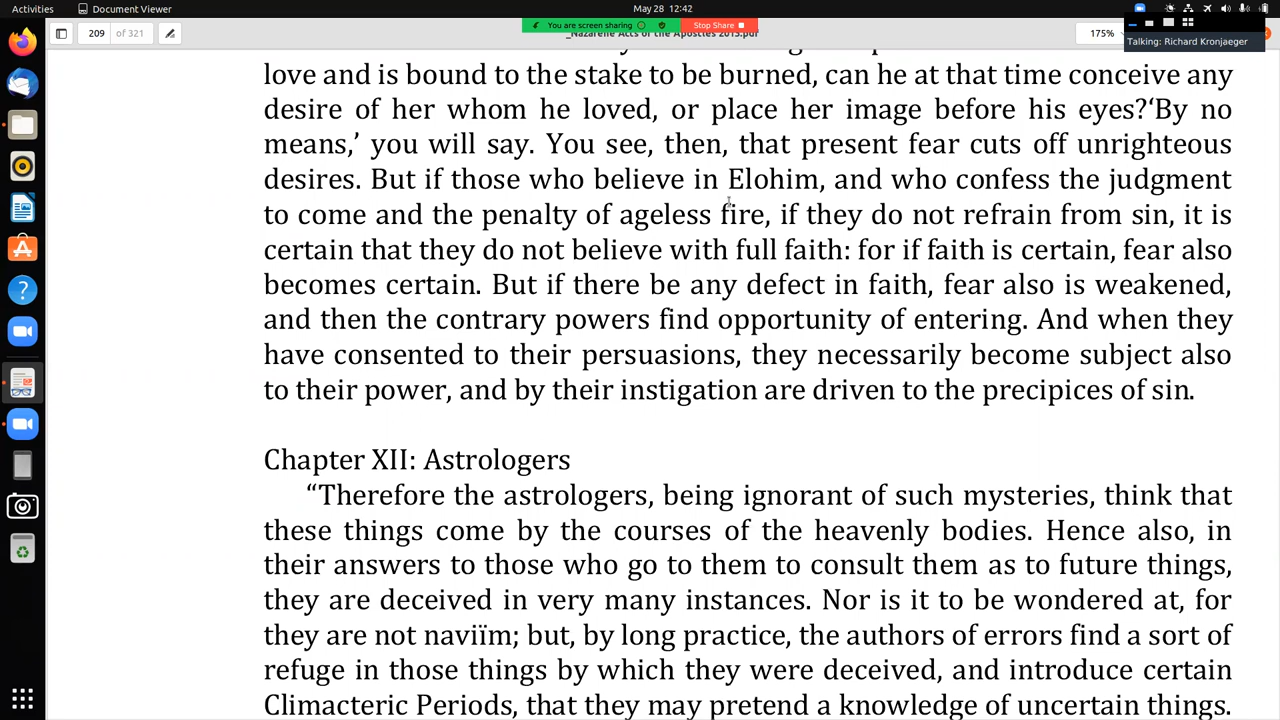 Activities
Document Viewer
May 28 12:42
You are screen sharing
Stop Share
209
of 321
_Nazarene Acts of the Apostles 2013.pdf
175%
Talking: Richard Kronjaeger
love and is bound to the stake to be burned, can he at that time conceive any
desire of her whom he loved, or place her image before his eyes?‘By no
means,’ you will say. You see, then, that present fear cuts off unrighteous
desires. But if those who believe in Elohim, and who confess the judgment
to come and the penalty of ageless fire, if they do not refrain from sin, it is
certain that they do not believe with full faith: for if faith is certain, fear also
becomes certain. But if there be any defect in faith, fear also is weakened,
and then the contrary powers find opportunity of entering. And when they
have consented to their persuasions, they necessarily become subject also
to their power, and by their instigation are driven to the precipices of sin.
Chapter XII: Astrologers
“Therefore the astrologers, being ignorant of such mysteries, think that
these things come by the courses of the heavenly bodies. Hence also, in
their answers to those who go to them to consult them as to future things,
they are deceived in very many instances. Nor is it to be wondered at, for
they are not naviïm; but, by long practice, the authors of errors find a sort of
refuge in those things by which they were deceived, and introduce certain
Climacteric Periods, that they may pretend a knowledge of uncertain things.